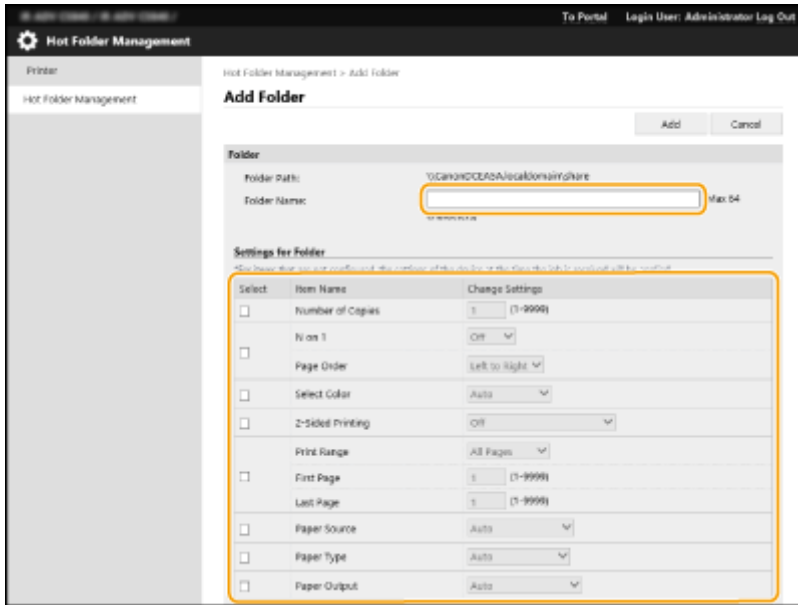 To Portal Login User: Administrator Log Out
Hot Folder Management
Printer
Hot Folder Management
Hot Folder Management > Add Folder
Add Folder
Add Cancel
Folder
Folder Path: \\CanonDCEA5A.localdomain\share
Folder Name: Max 64
Settings for Folder
Select Item Name Change Settings
Number of Copies 1 (1-9999)
N on 1 Off
Page Order Left to Right
Select Color Auto
2-Sided Printing Off
Print Range All Pages
First Page 1 (1-9999)
Last Page 1 (1-9999)
Paper Source Auto
Paper Type Auto
Paper Output Auto